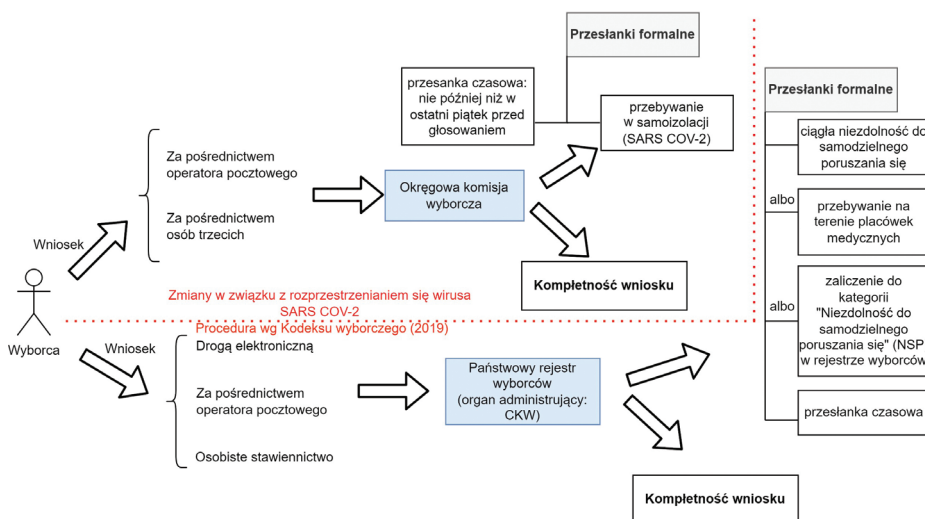 Przesłanki formalne
przesanka czasowa:
nie później niż w
ostatni piątek przed
głosowaniem
przebywanie
w samoizolacji
(SARS COV-2)
Za pośrednictwem
operatora pocztowego
Za pośrednictwem
osób trzecich
Okręgowa komisja
wyborcza
Wniosek
Kompłetność wniosku
Zmiany w związku z rozprzestrzenianiem się wirusa
SARS COV-2
Procedura wg Kodeksu wyborczego (2019)
Wyborca
Wniosek
Drogą elektroniczną
Za pośrednictwem
operatora pocztowego
Osobiste stawiennictwo
Państwowy rejestr
wyborców
(organ administrujący:
CKW)
Kompłetność wniosku
Przesłanki formalne
ciągła niezdolność do
samodzielnego
poruszania się
albo
przebywanie na
terenie placówek
medycznych
albo
zaliczenie do
kategorii
"Niezdolność do
samodzielnego
poruszania się" (NSP)
w rejestrze wyborców
przesłanka czasowa